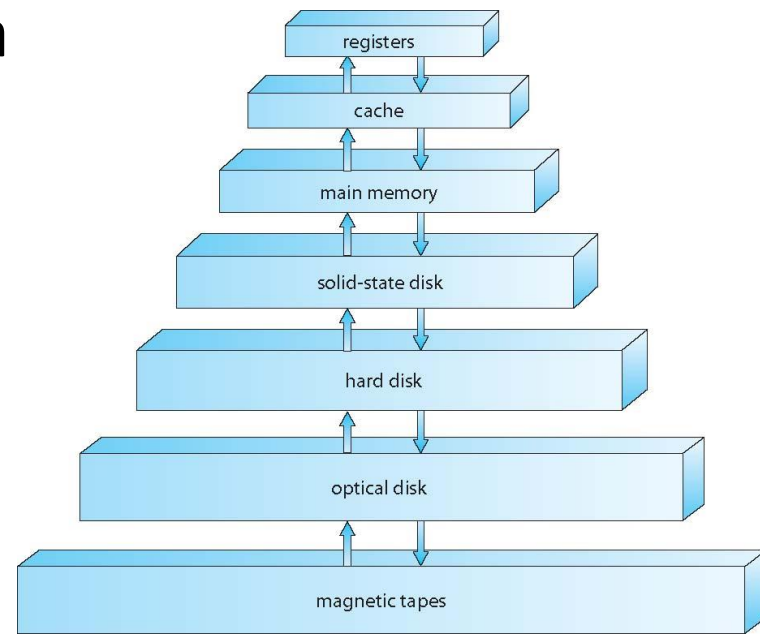 registers
cache
main memory
solid-state disk
hard disk
optical disk
magnetic tapes